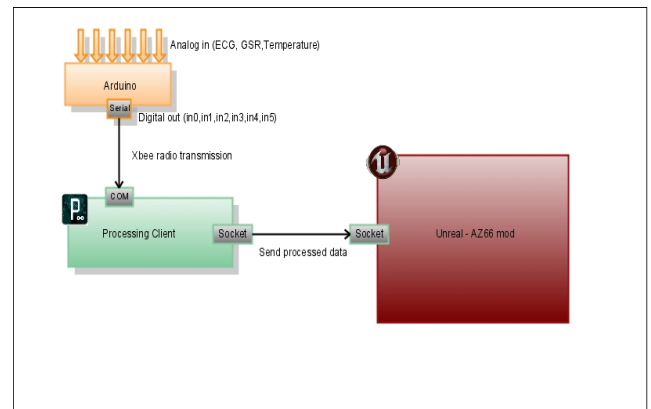 Analog in (ECG, GSR,Temperature)
Arduino
Serial
Digital out (in0,in1,in2,in3,in4,in5)
Xbee radio transmission
COM
P
Processing Client
Socket
Send processed data
Socket
Unreal - AZ66 mod